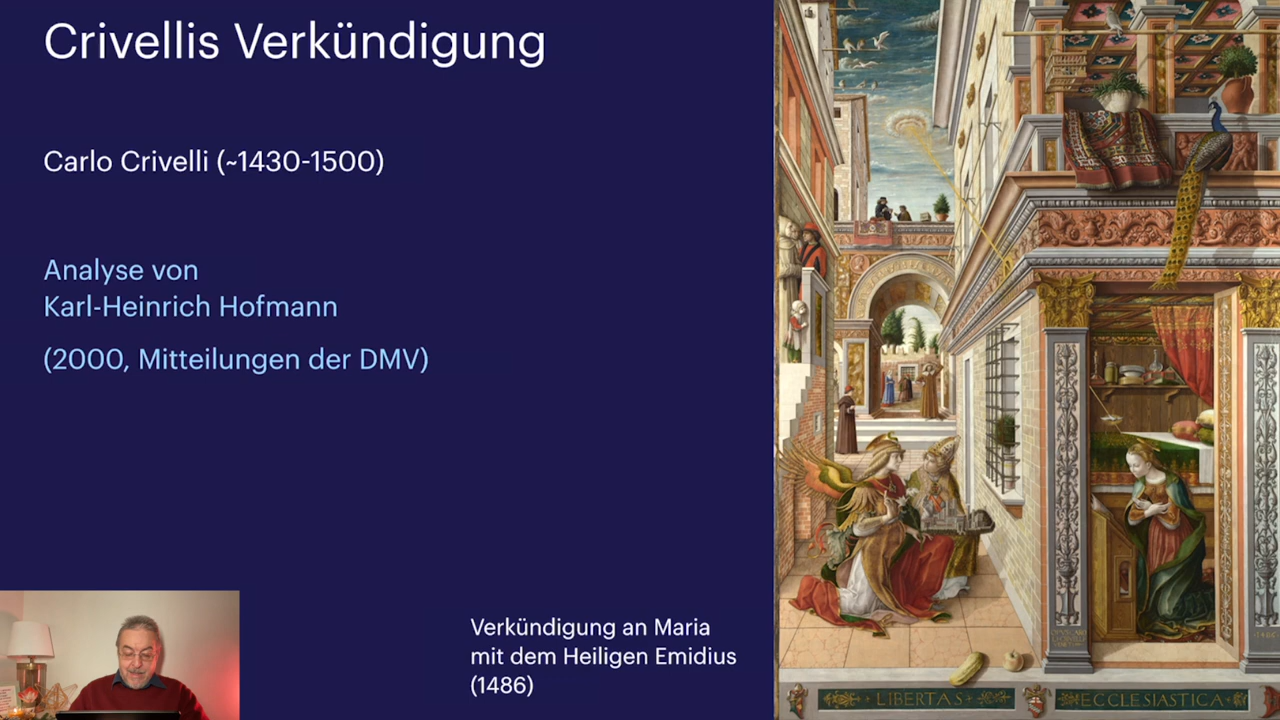 Crivellis Verkündigung
Carlo Crivelli (~1430-1500)
Analyse von
Karl-Heinrich Hofmann
(2000, Mitteilungen der DMV)
Verkündigung an Maria
mit dem Heiligen Emidius
(1486)
LIBERTAS
ECCLESIASTICA